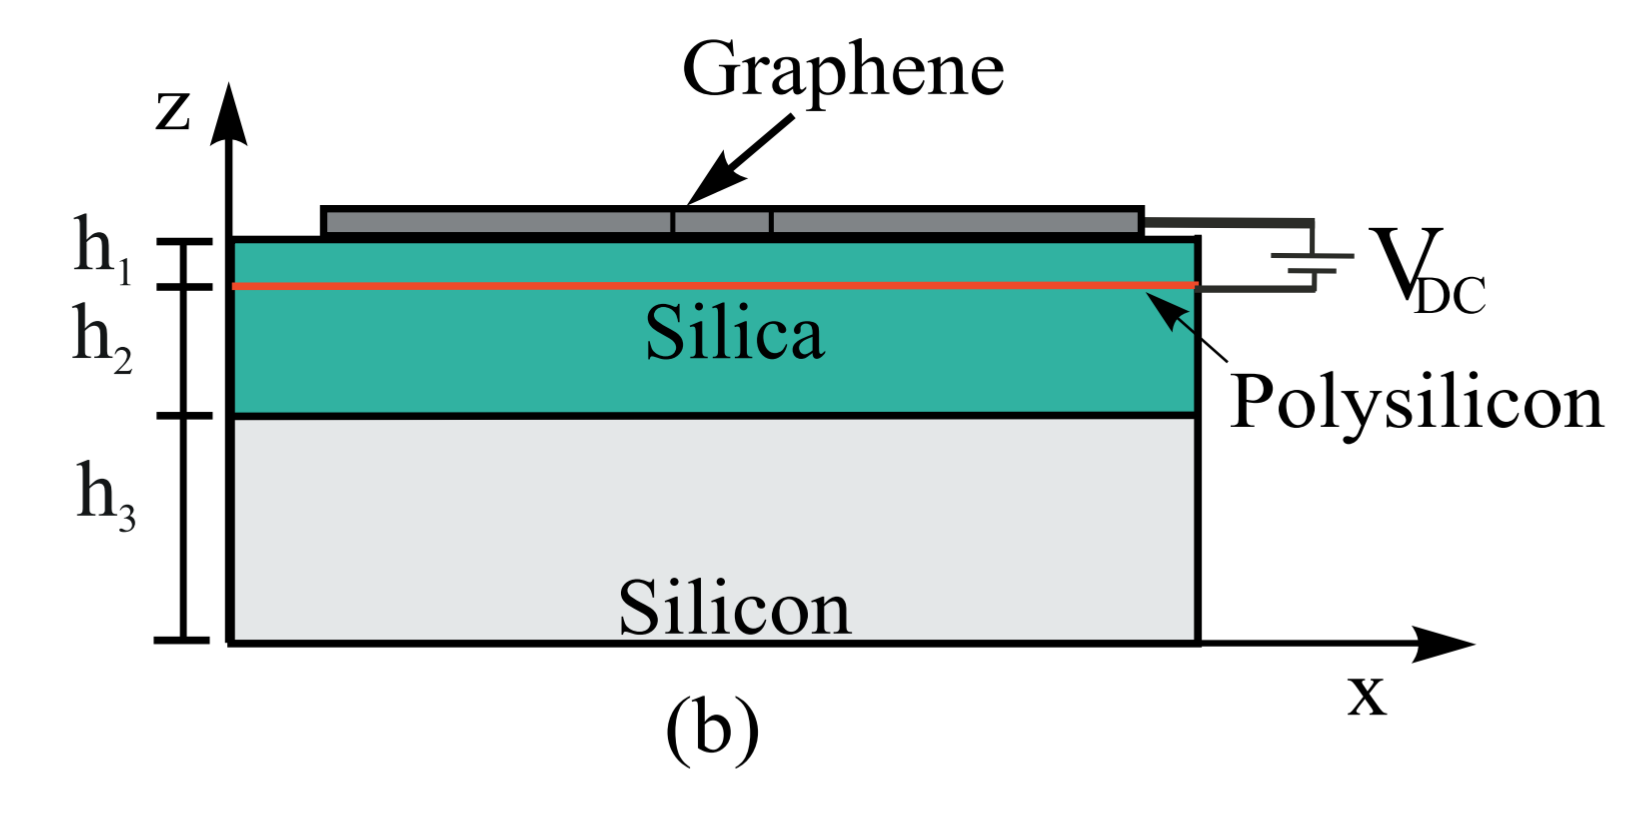 Graphene
z
h1
VDC
h2
Silica
Polysilicon
h3
Silicon
x
(b)